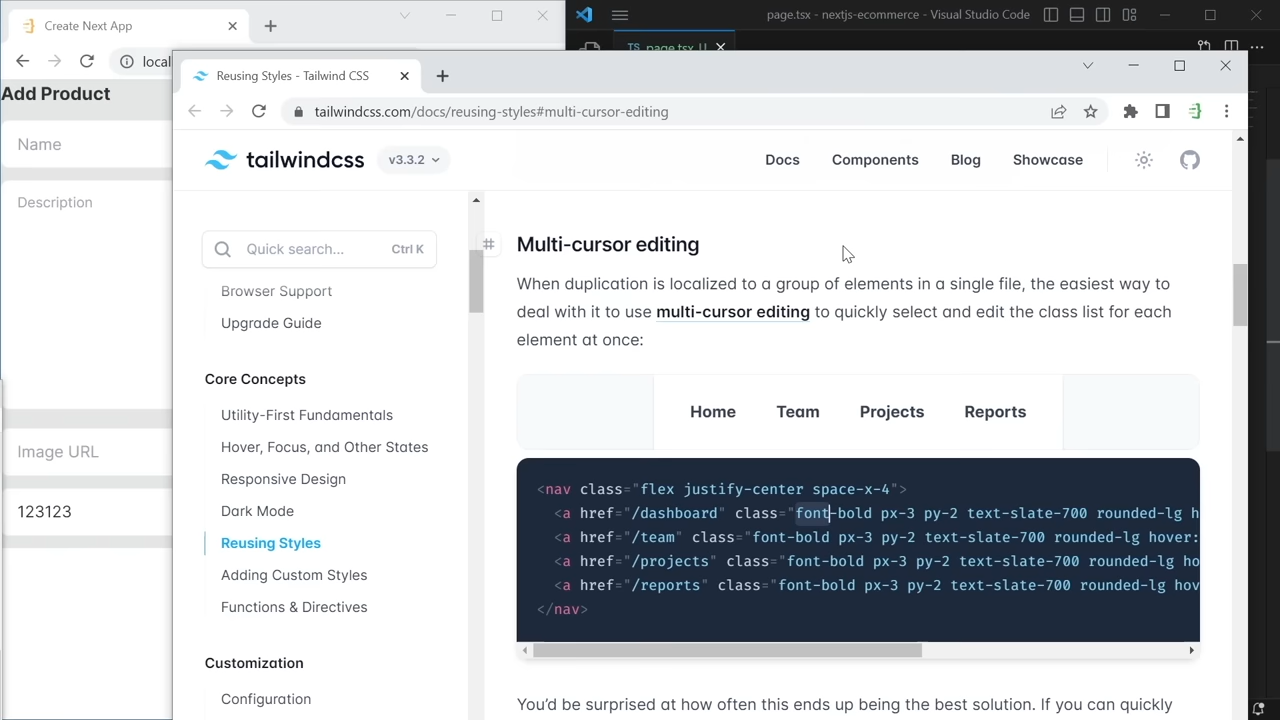 Create Next App
page.tsx - nextjs-ecommerce - Visual Studio Code
page.tsx U
local
Reusing Styles - Tailwind CSS
tailwindcss.com/docs/reusing-styles#multi-cursor-editing
Add Product
Name
Description
Image URL
123123
tailwindcss
v3.3.2
Docs
Components
Blog
Showcase
Quick search...
Ctrl K
Browser Support
Upgrade Guide
Core Concepts
Utility-First Fundamentals
Hover, Focus, and Other States
Responsive Design
Dark Mode
Reusing Styles
Adding Custom Styles
Functions & Directives
Customization
Configuration
# Multi-cursor editing
When duplication is localized to a group of elements in a single file, the easiest way to
deal with it to use multi-cursor editing to quickly select and edit the class list for each
element at once:
Home
Team
Projects
Reports
<nav class="flex justify-center space-x-4">
<a href="/dashboard" class="font-bold px-3 py-2 text-slate-700 rounded-lg h
<a href="/team" class="font-bold px-3 py-2 text-slate-700 rounded-lg hover:
<a href="/projects" class="font-bold px-3 py-2 text-slate-700 rounded-lg ho
<a href="/reports" class="font-bold px-3 py-2 text-slate-700 rounded-lg hov
</nav>
You'd be surprised at how often this ends up being the best solution. If you can quickly